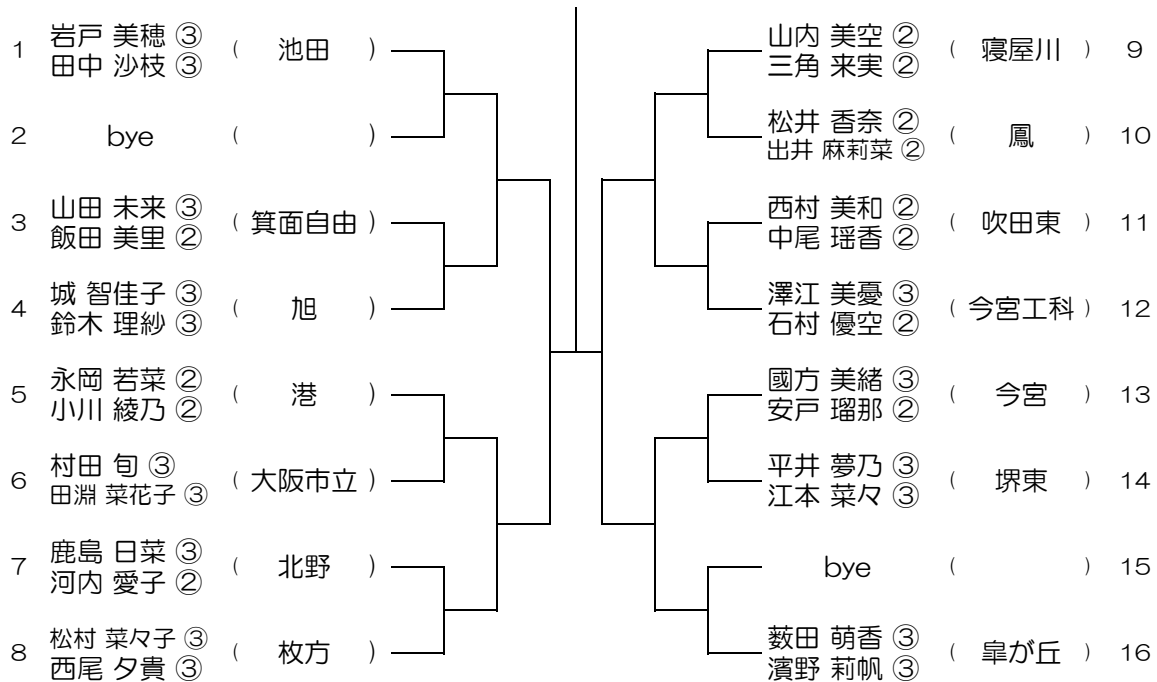 1 岩戸 美穂 ③ ( 池田 )
田中 沙枝 ③
2 bye ( )
3 山田 未来 ③ ( 箕面自由 )
飯田 美里 ②
4 城 智佳子 ③ ( 旭 )
鈴木 理紗 ③
5 永岡 若菜 ② ( 港 )
小川 綾乃 ②
6 村田 旬 ③ ( 大阪市立 )
田淵 菜花子 ③
7 鹿島 日菜 ③ ( 北野 )
河内 愛子 ②
8 松村 菜々子 ③ ( 枚方 )
西尾 夕貴 ③
山内 美空 ② ( 寝屋川 ) 9
三角 来実 ②
松井 香奈 ② ( 鳳 ) 10
出井 麻莉菜 ②
西村 美和 ② ( 吹田東 ) 11
中尾 瑶香 ②
澤江 美憂 ③ ( 今宮工科 ) 12
石村 優空 ②
國方 美緒 ③ ( 今宮 ) 13
安戸 瑠那 ②
平井 夢乃 ③ ( 堺東 ) 14
江本 菜々 ③
bye ( ) 15
薮田 萌香 ③ ( 皐が丘 ) 16
濱野 莉帆 ③